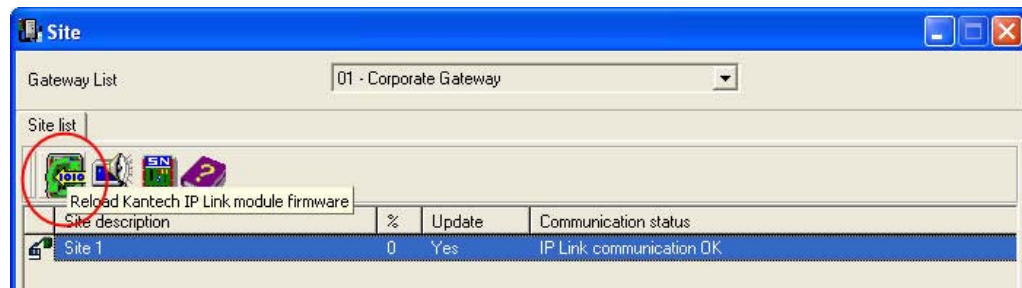 Site
Gateway List 01 - Corporate Gateway
Site list
1010 SN ?
Reload Kantech IP Link module firmware
Site description % Update Communication status
Site 1 0 Yes IP Link communication OK